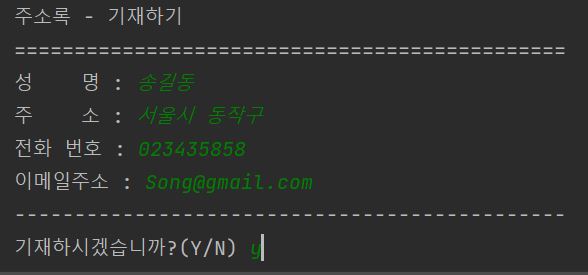 주소록 - 기재하기
==============================================
성    명 : 송길동
주    소 : 서울시 동작구
전화 번호 : 023435858
이메일주소 : Song@gmail.com
----------------------------------------------
기재하시겠습니까?(Y/N) y